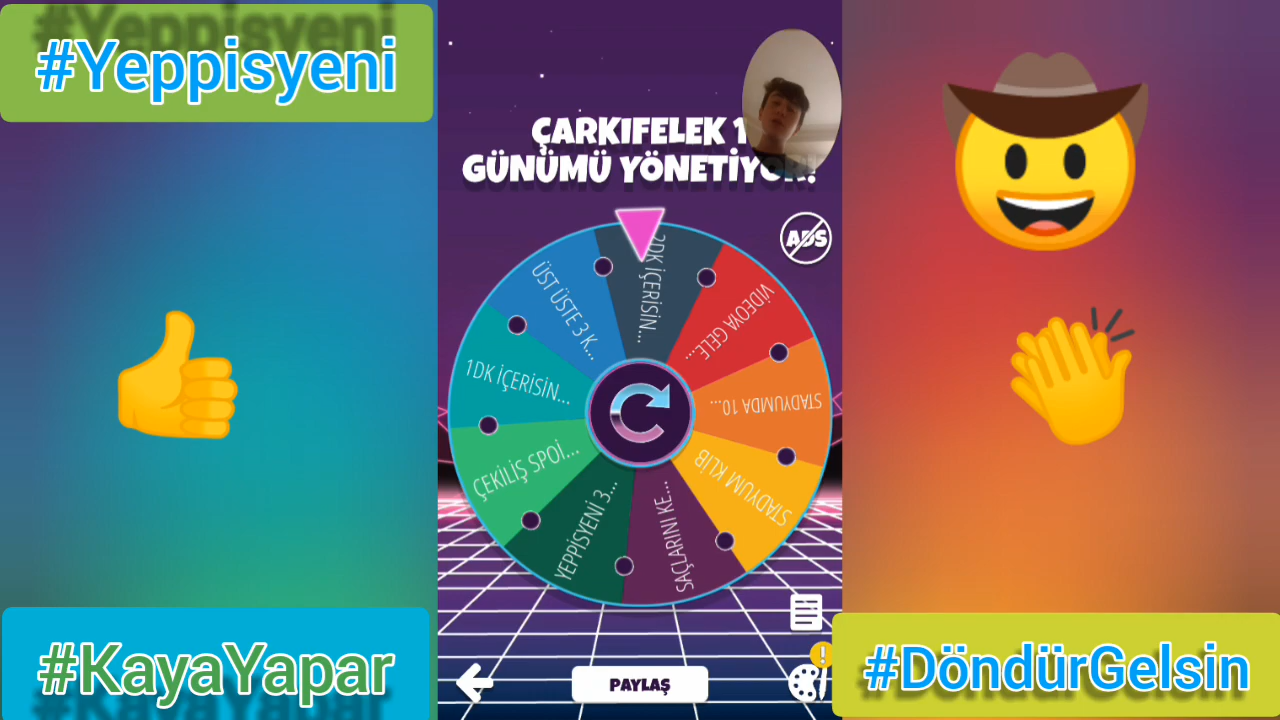 #Yeppisyeni
ÇARKIFELEK 1
GÜNÜMÜ YÖNETİYOR!
ADS
2DK İÇERİSİN...
VİDEOYA GELE...
STADYUMDA 10...
STADYUM KLİB
SAÇLARINI KE...
YEPPİSYENİ 3...
ÇEKİLİŞ SPOİ...
1DK İÇERİSİN...
ÜST ÜSTE 3 K...
PAYLAŞ
#KayaYapar
#DöndürGelsin